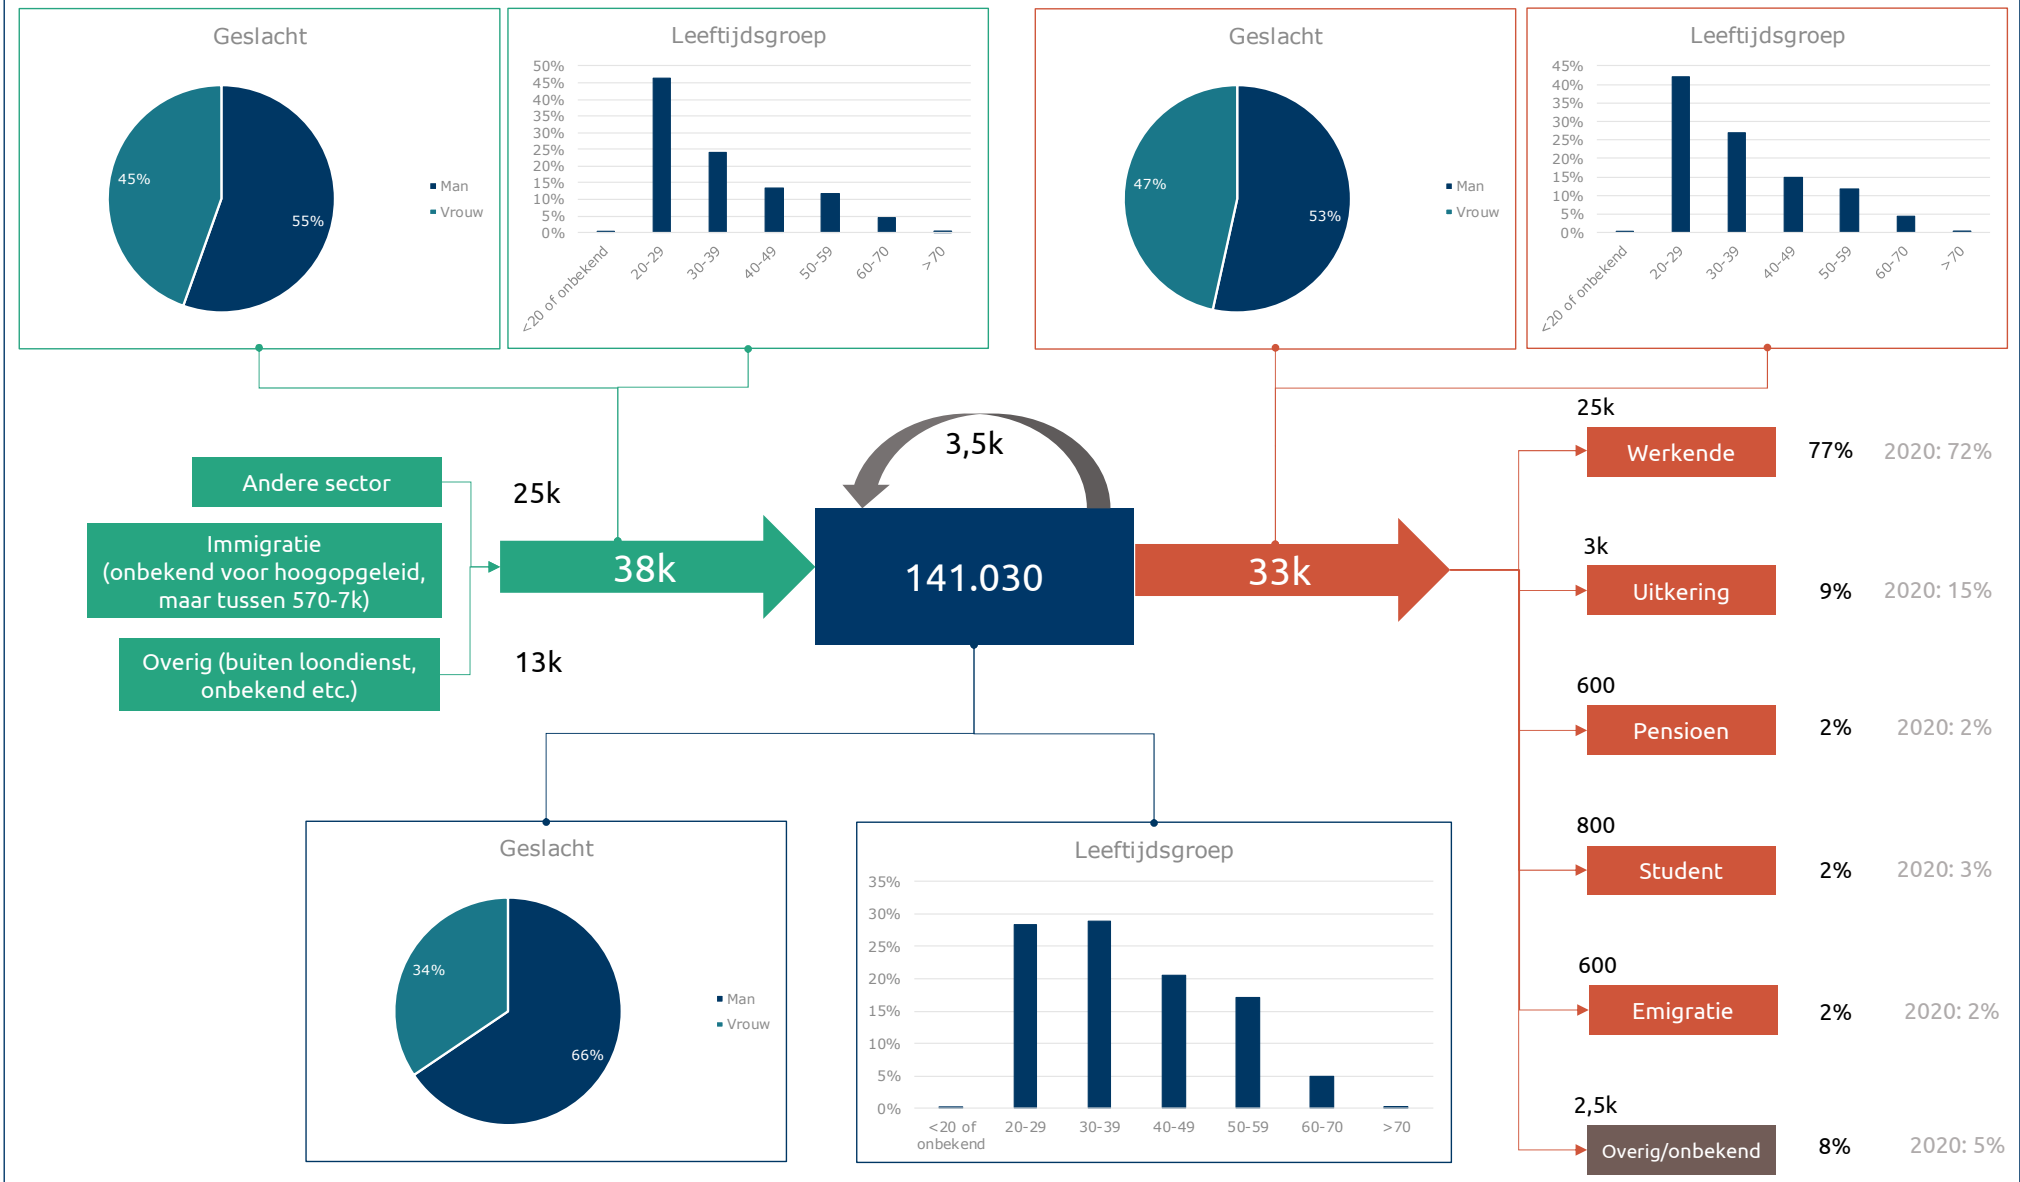 Geslacht
45%
55%
Man
Vrouw
Leeftijdsgroep
50%
45%
40%
35%
30%
25%
20%
15%
10%
5%
0%
<20 of onbekend
20-29
30-39
40-49
50-59
60-70
>70
Geslacht
47%
53%
Man
Vrouw
Leeftijdsgroep
45%
40%
35%
30%
25%
20%
15%
10%
5%
0%
<20 of onbekend
20-29
30-39
40-49
50-59
60-70
>70
Andere sector
Immigratie
(onbekend voor hoogopgeleid,
maar tussen 570-7k)
Overig (buiten loondienst,
onbekend etc.)
25k
38k
13k
3,5k
141.030
33k
25k
Werkende
77%
2020: 72%
3k
Uitkering
9%
2020: 15%
600
Pensioen
2%
2020: 2%
800
Student
2%
2020: 3%
600
Emigratie
2%
2020: 2%
2,5k
Overig/onbekend
8%
2020: 5%
Geslacht
34%
66%
Man
Vrouw
Leeftijdsgroep
35%
30%
25%
20%
15%
10%
5%
0%
<20 of
onbekend
20-29
30-39
40-49
50-59
60-70
>70